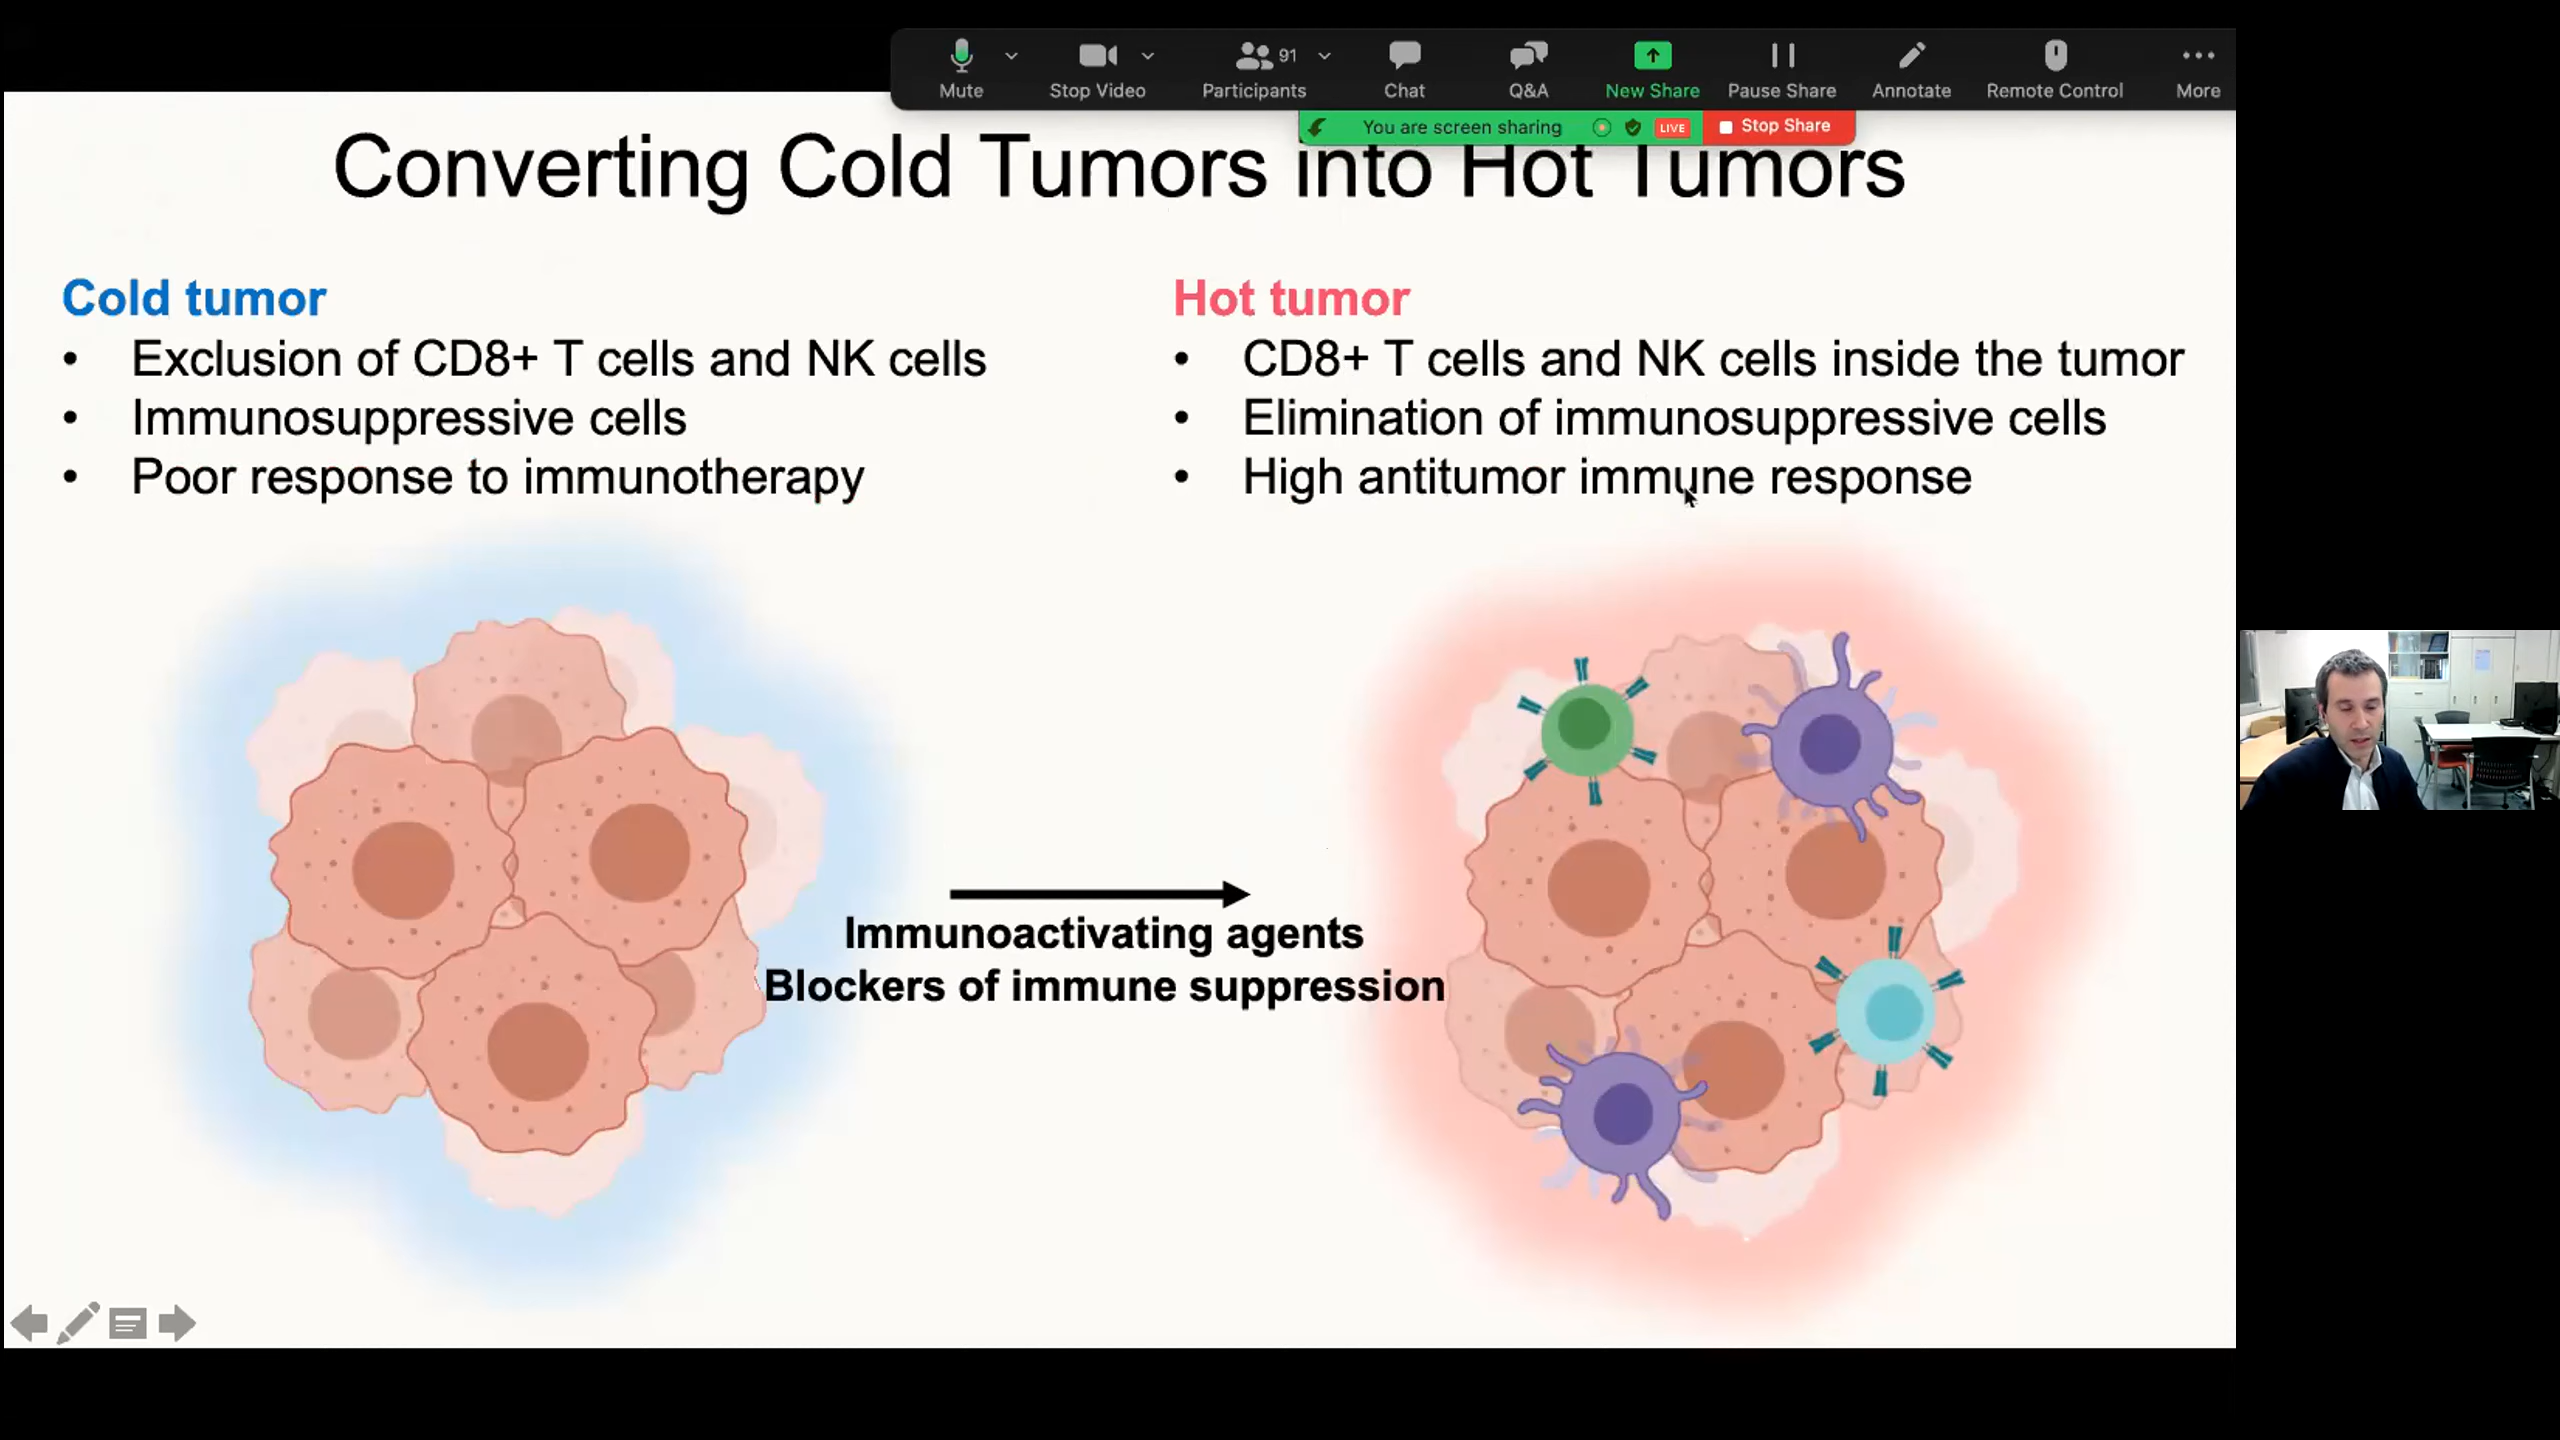 91
Mute
Stop Video
Participants
Chat
Q&A
New Share
Pause Share
Annotate
Remote Control
More
You are screen sharing
LIVE
Stop Share
Converting Cold Tumors into Hot Tumors
Cold tumor
• Exclusion of CD8+ T cells and NK cells
• Immunosuppressive cells
• Poor response to immunotherapy
Hot tumor
• CD8+ T cells and NK cells inside the tumor
• Elimination of immunosuppressive cells
• High antitumor immune response
Immunoactivating agents
Blockers of immune suppression